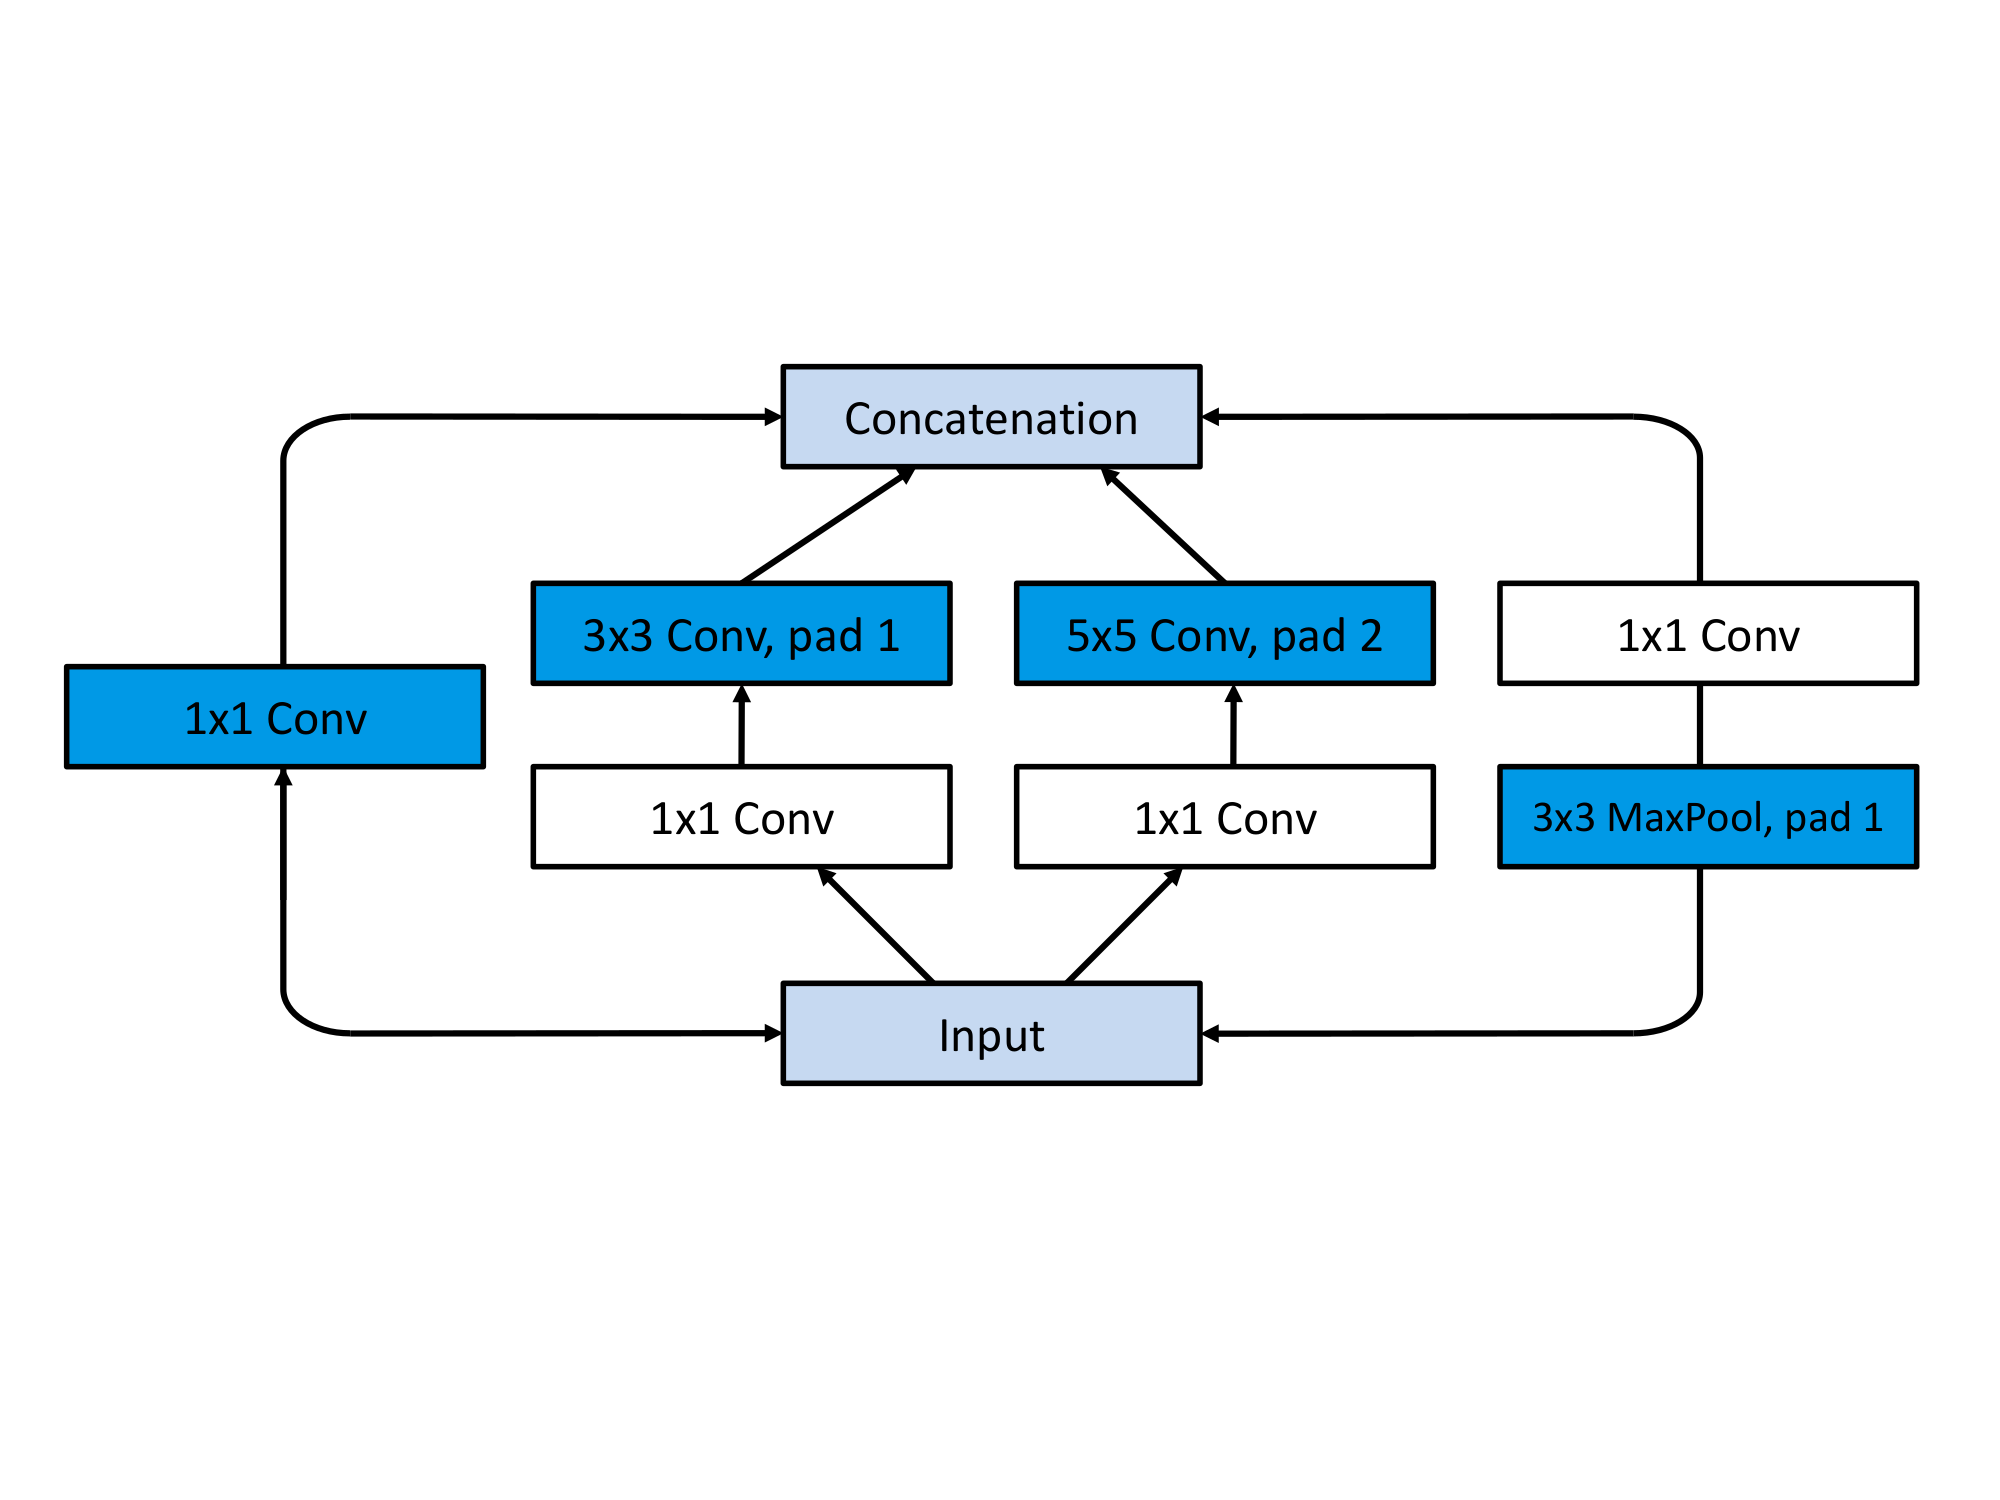 Concatenation
3x3 Conv, pad 1
5x5 Conv, pad 2
1x1 Conv
1x1 Conv
1x1 Conv
1x1 Conv
3x3 MaxPool, pad 1
Input